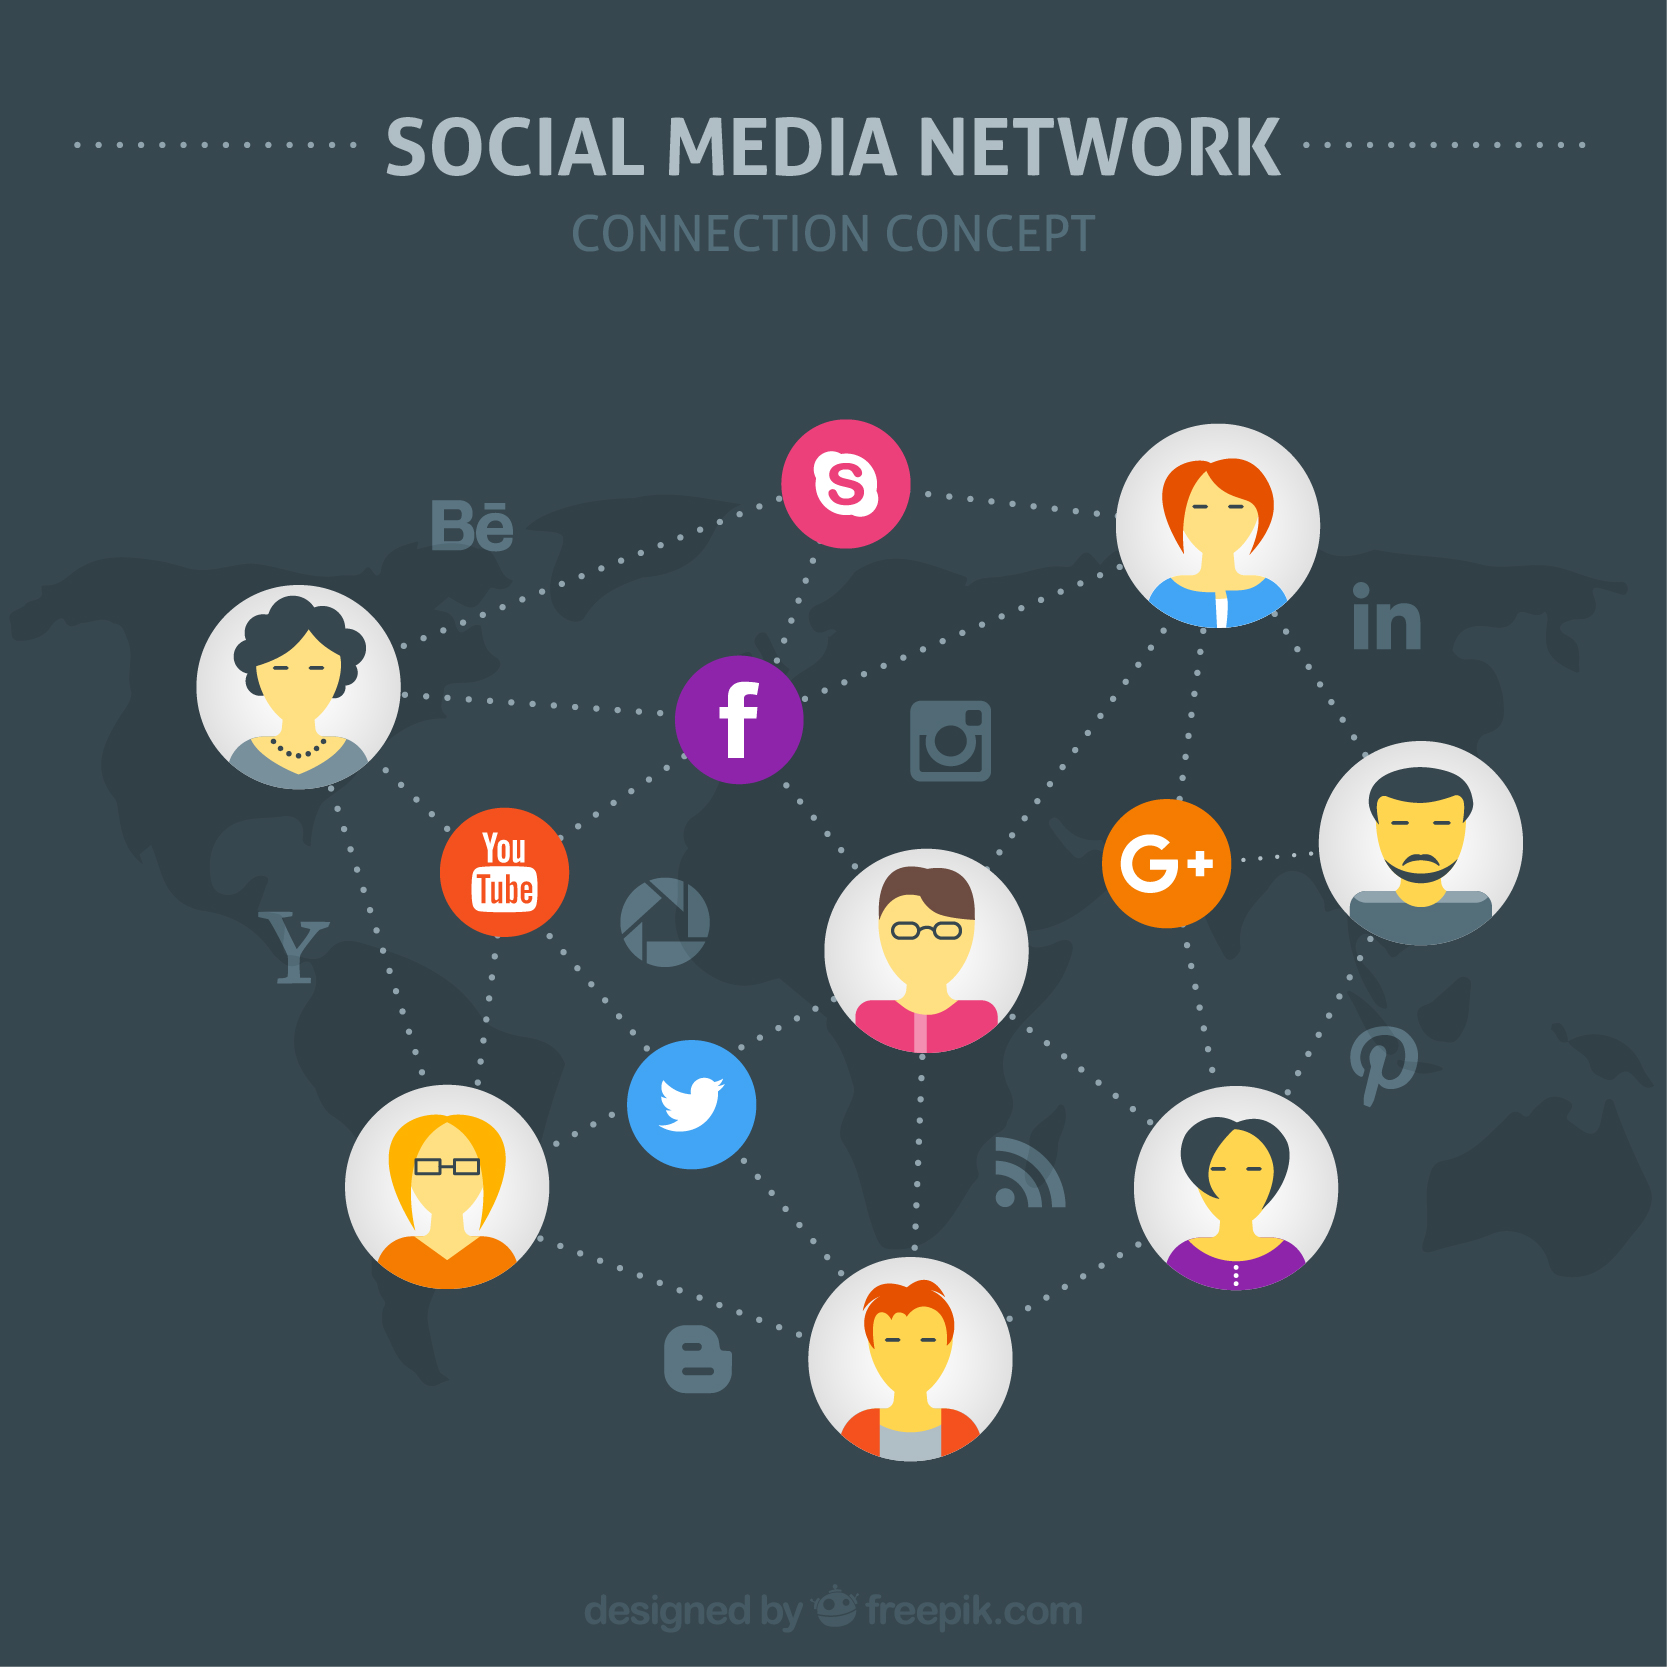 SOCIAL MEDIA NETWORK
CONNECTION CONCEPT
S
Bē
in
f
You
Tube
G+
Y
designed by freepik.com